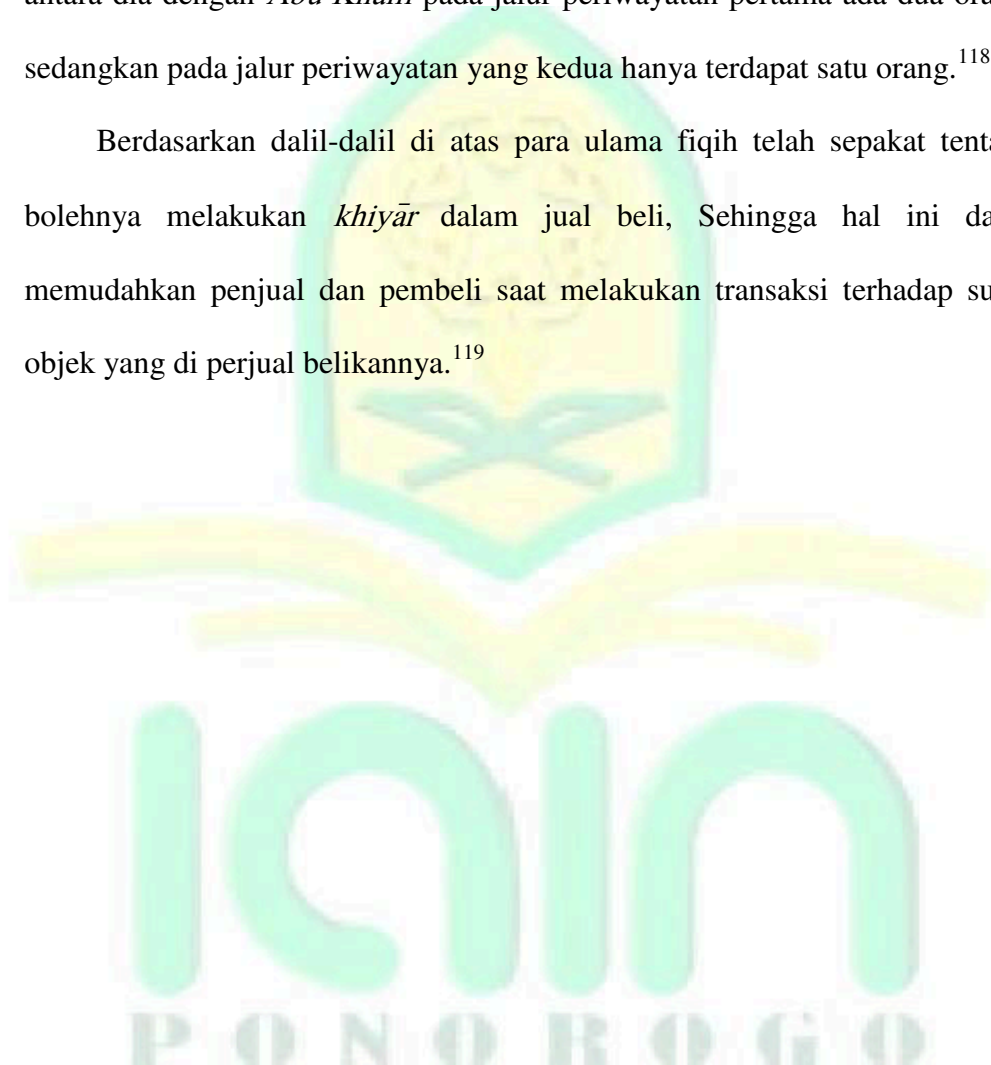 antara dia dengan Abū Khalil pada jalur periwayatan pertama ada dua ora
sedangkan pada jalur periwayatan yang kedua hanya terdapat satu orang.118
Berdasarkan dalil-dalil di atas para ulama fiqih telah sepakat tenta
bolehnya melakukan khiyār dalam jual beli, Sehingga hal ini da
memudahkan penjual dan pembeli saat melakukan transaksi terhadap su
objek yang di perjual belikannya.119
iain
PONOROGO